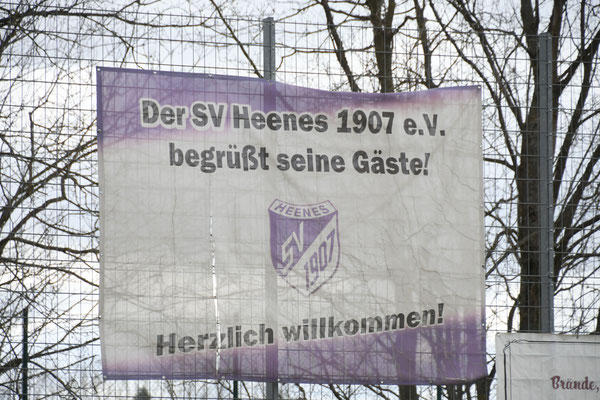 Der SV Heenes 1907 e.V.
begrüßt seine Gäste!
HEENES
SV
1907
Herzlich willkommen!
Brände,